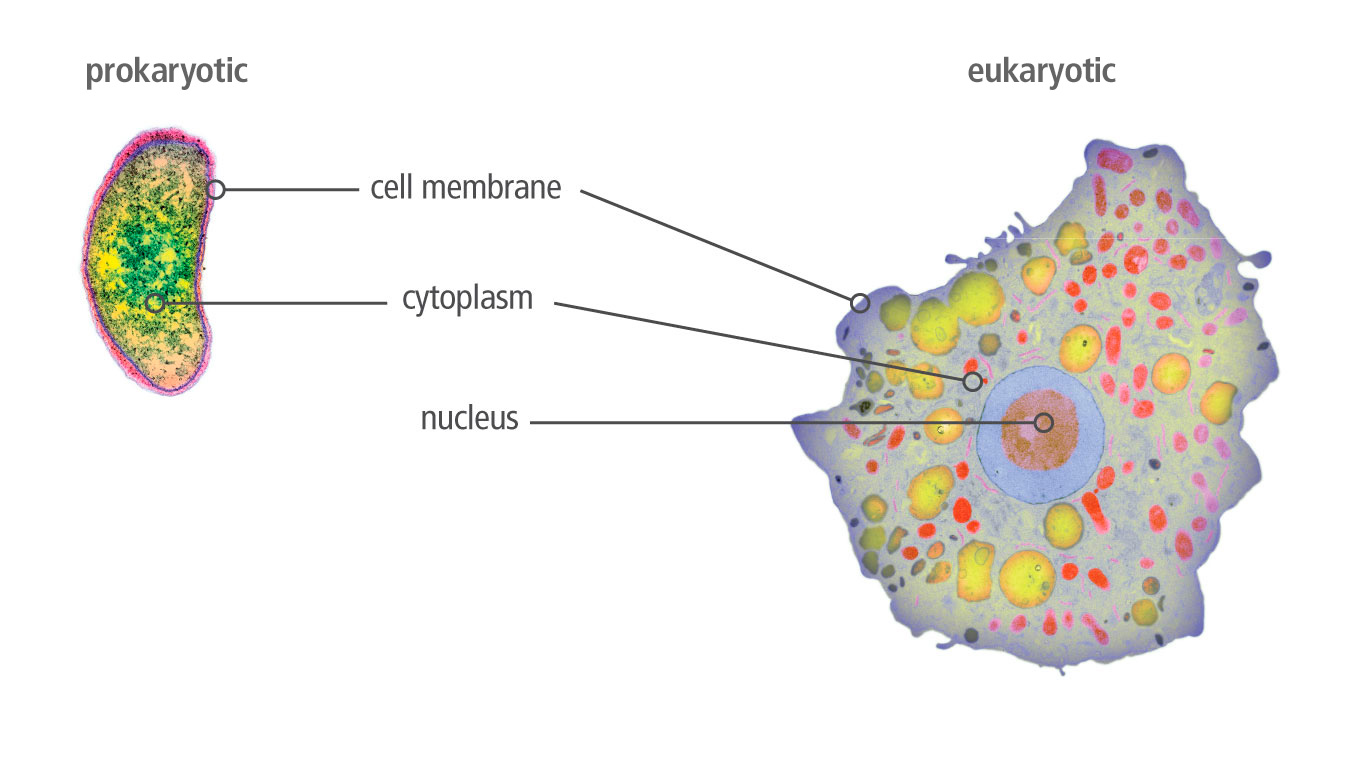 prokaryotic
eukaryotic
cell membrane
cytoplasm
nucleus